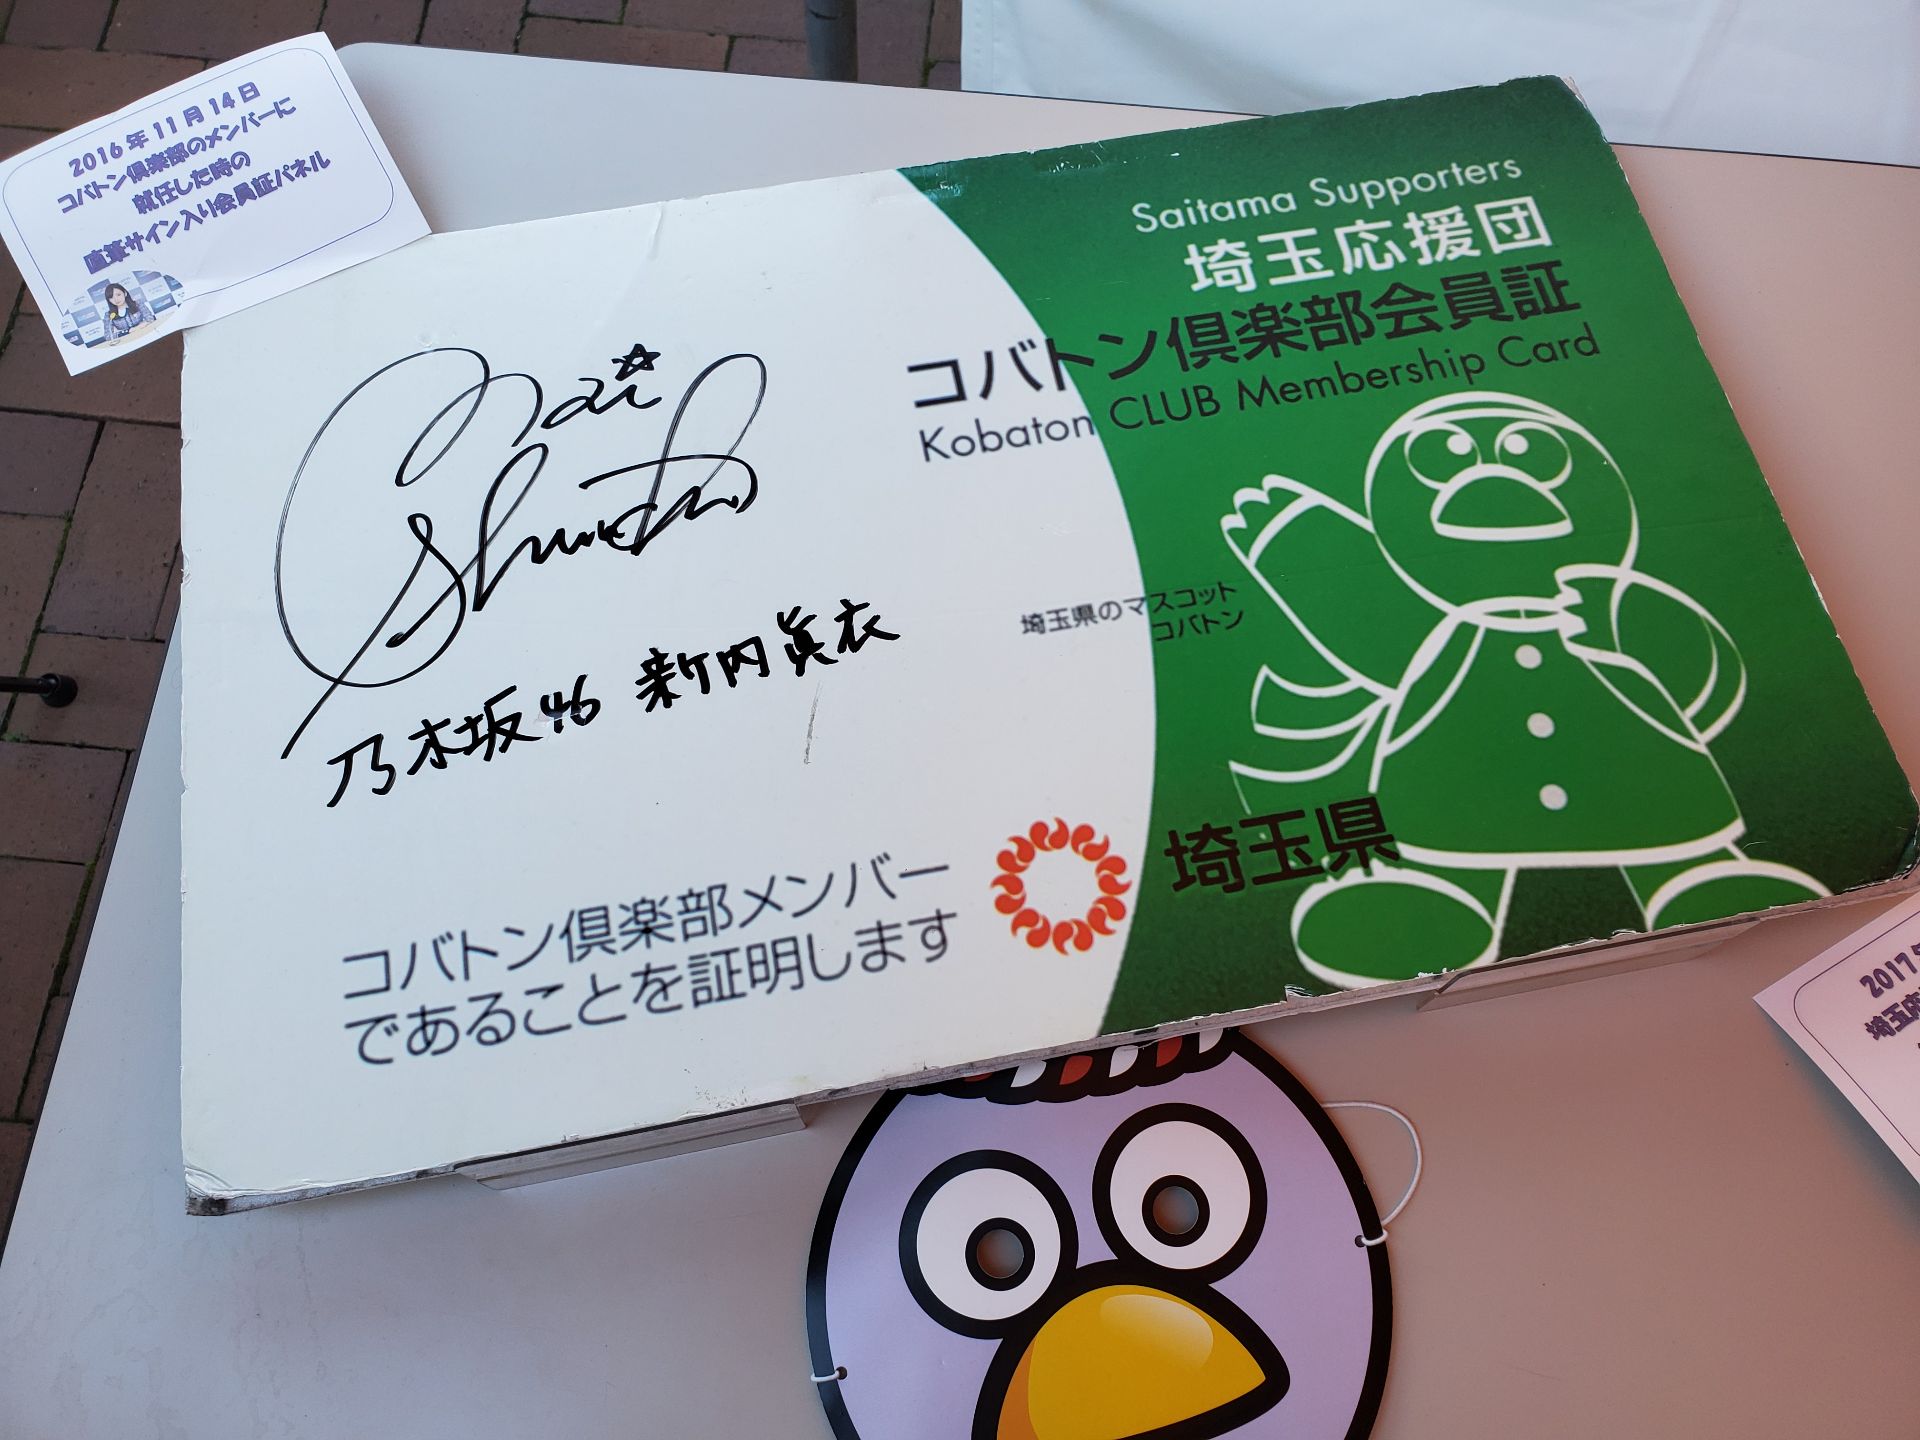 2016年11月14日
コバトン倶楽部のメンバーに
就任した時の
直筆サイン入り会員証パネル
Saitama Supporters
埼玉応援団
コバトン倶楽部会員証
Kobaton CLUB Membership Card
Mai
Shinuchi
乃木坂46 新内眞衣
埼玉県のマスコット
コバトン
埼玉県
コバトン倶楽部メンバー
であることを証明します
2017
埼玉応